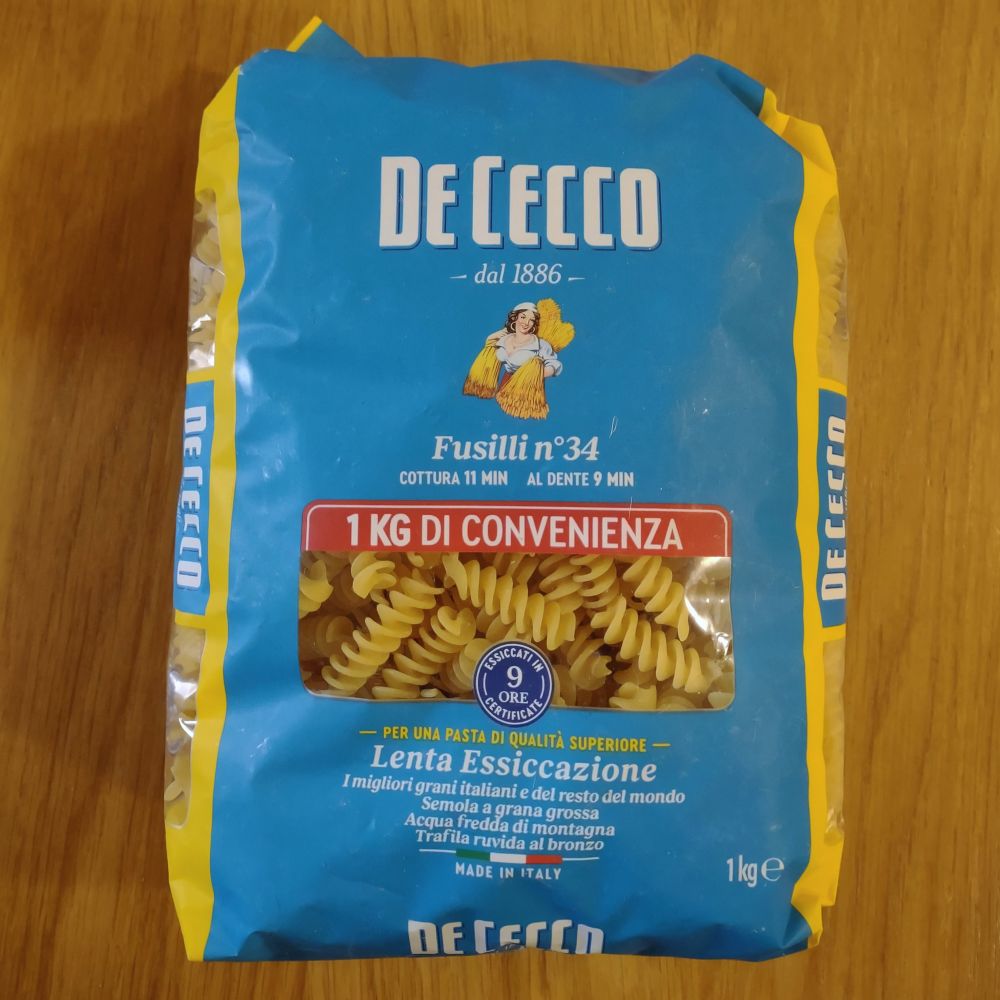 DE CECCO
dal 1886
Fusilli n°34
COTTURA 11 MIN AL DENTE 9 MIN
1 KG DI CONVENIENZA
DE CECCO
DE CECCO
ESSICCATI IN
9
ORE
CERTIFICATE
PER UNA PASTA DI QUALITÀ SUPERIORE
Lenta Essiccazione
I migliori grani italiani e del resto del mondo
Semola a grana grossa
Acqua fredda di montagna
Trafila ruvida al bronzo
MADE IN ITALY
1 kg ℮
DE CECCO